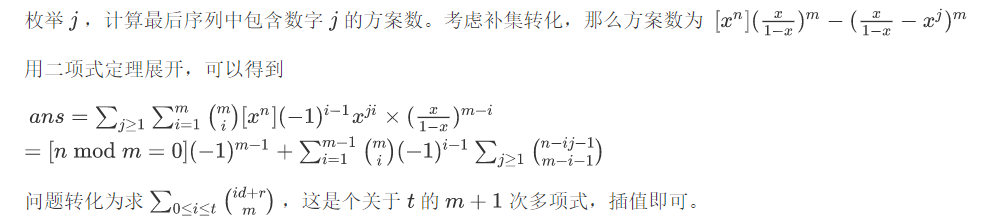 枚举 $j$ ，计算最后序列中包含数字 $j$ 的方案数。考虑补集转化，那么方案数为 $[x^n](\frac{x}{1-x})^m - (\frac{x}{1-x} - x^j)^m$
用二项式定理展开，可以得到
$ans = \sum_{j\geq 1} \sum_{i=1}^{m} \binom{m}{i} [x^n](-1)^{i-1} x^{ji} \times (\frac{x}{1-x})^{m-i}$
$= [n \bmod m = 0](-1)^{m-1} + \sum_{i=1}^{m-1} \binom{m}{i} (-1)^{i-1} \sum_{j\geq 1} \binom{n-ij-1}{m-i-1}$
问题转化为求 $\sum_{0\leq i\leq t} \binom{id+r}{m}$ ，这是个关于 $t$ 的 $m+1$ 次多项式，插值即可。